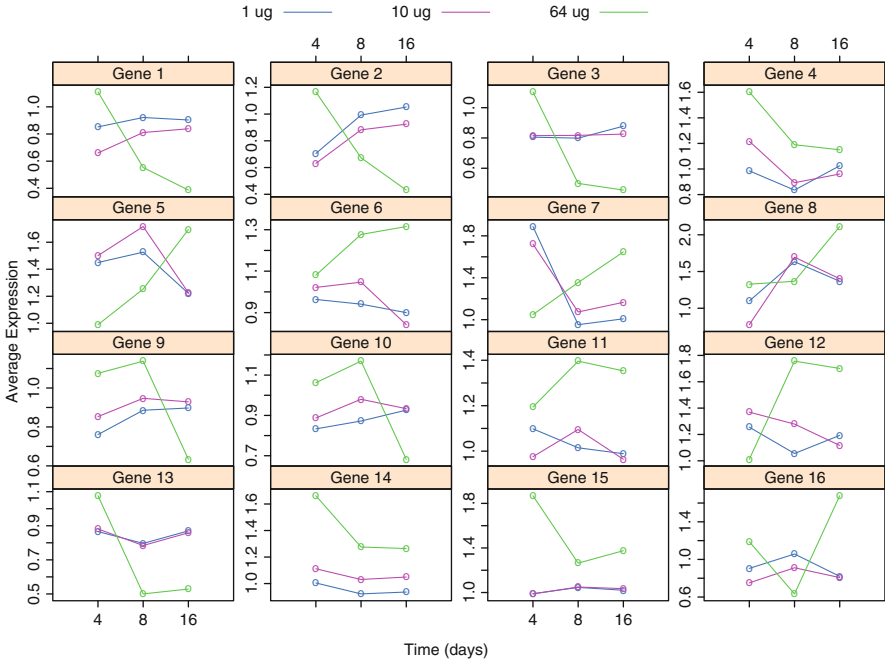 1 ug 10 ug 64 ug
4 8 16 4 8 16
Gene 1 Gene 2 Gene 3 Gene 4
0.4 0.6 0.8 1.0
0.4 0.6 0.8 1.0 1.2
0.6 0.8 1.0
0.8 1.0 1.2 1.6
Gene 5 Gene 6 Gene 7 Gene 8
1.0 1.2 1.4 1.6
0.9 1.1 1.3
1.0 1.4 1.8
1.0 1.5 2.0
Gene 9 Gene 10 Gene 11 Gene 12
0.6 0.8 1.0
0.7 0.9 1.1
1.0 1.2 1.4
1.0 1.2 1.4 1.6 1.8
Gene 13 Gene 14 Gene 15 Gene 16
0.5 0.7 0.9 1.1
1.0 1.2 1.4 1.6
1.0 1.4 1.8
0.6 1.0 1.4
4 8 16 4 8 16
Average Expression
Time (days)